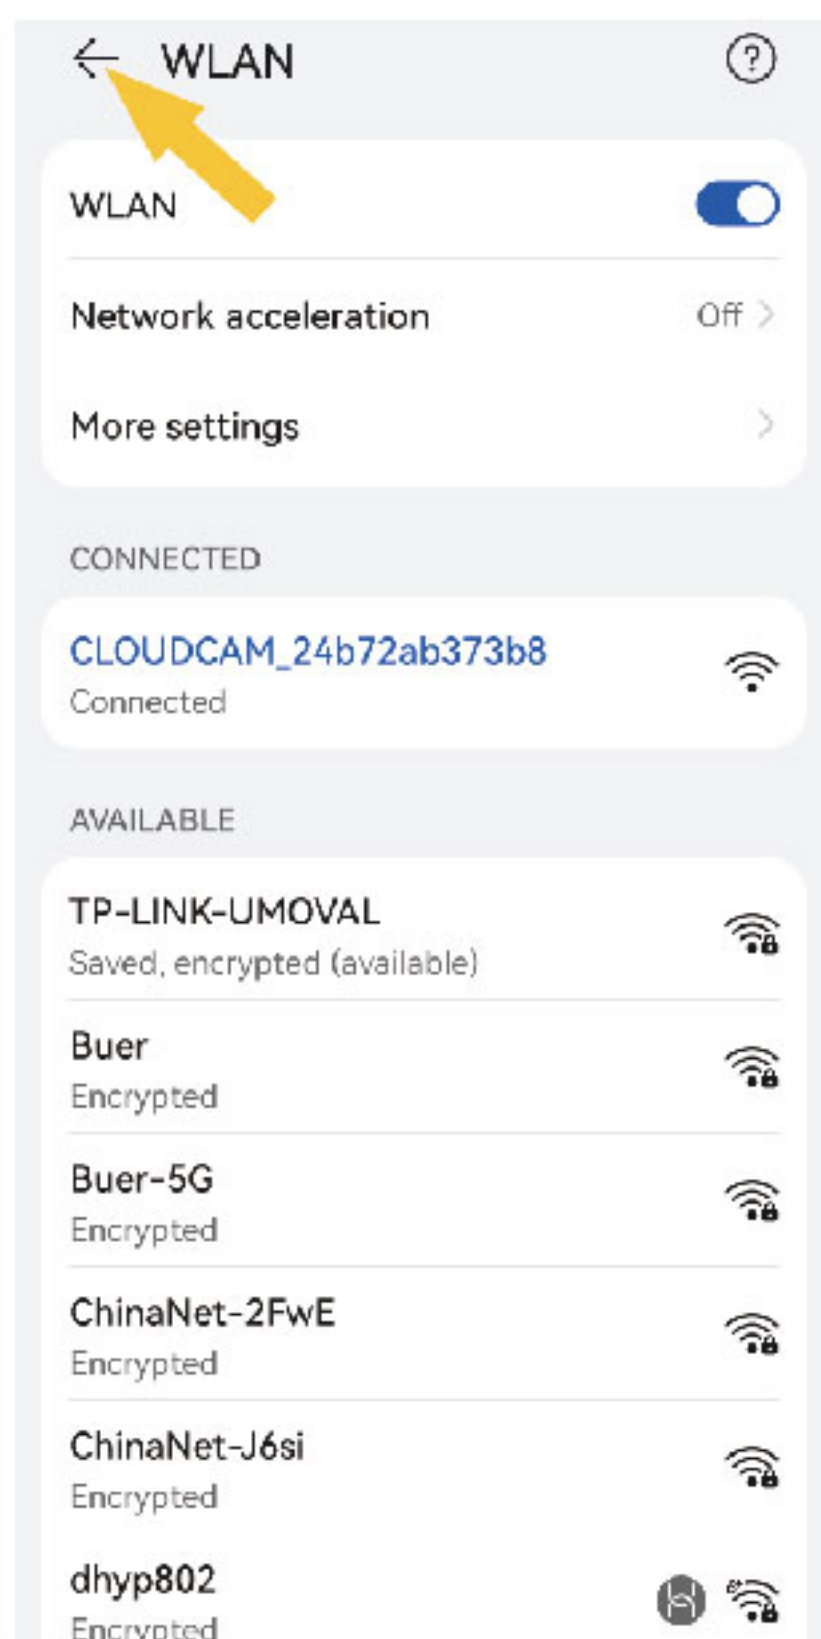 WLAN
WLAN
Network acceleration
Off
More settings
CONNECTED
CLOUDCAM_24b72ab373b8
Connected
AVAILABLE
TP-LINK-UMOVAL
Saved, encrypted (available)
Buer
Encrypted
Buer-5G
Encrypted
ChinaNet-2FwE
Encrypted
ChinaNet-J6si
Encrypted
dhyp802
Encrypted